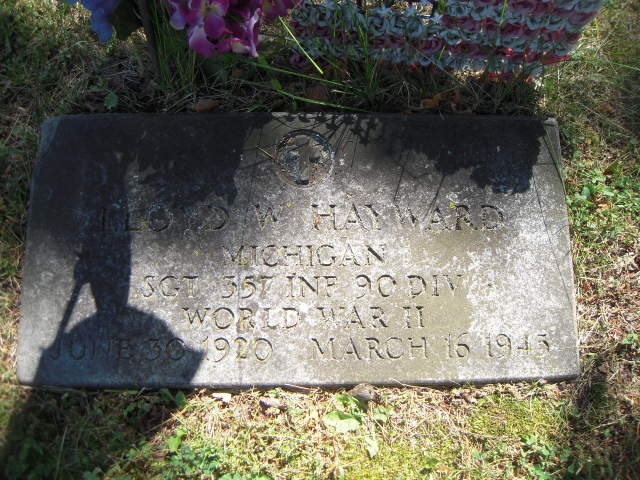 LLOYD W HAYWARD
MICHIGAN
SGT 357 INF 90 DIV
WORLD WAR II
JUNE 30 1920 MARCH 16 1945